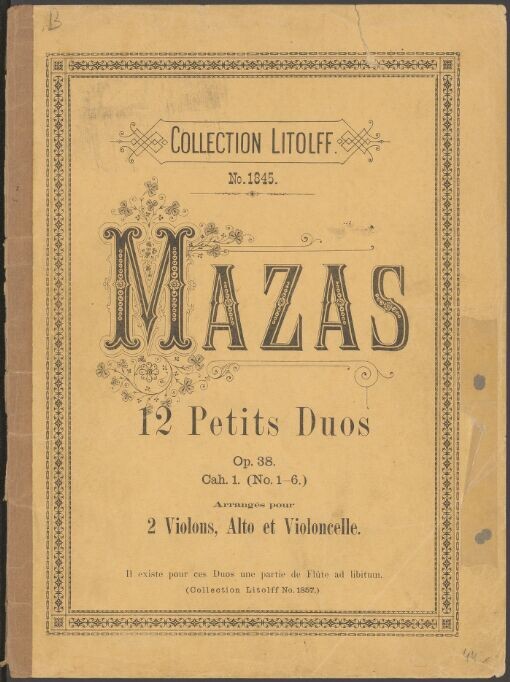 B
COLLECTION LITOLFF.
No. 1845.
MAZAS
12 Petits Duos
Op. 38.
Cah. 1. (No. 1-6.)
Arrangés pour
2 Violons, Alto et Violoncelle.
Il existe pour ces Duos une partie de Flûte ad libitum.
(Collection Litolff No. 1857.)